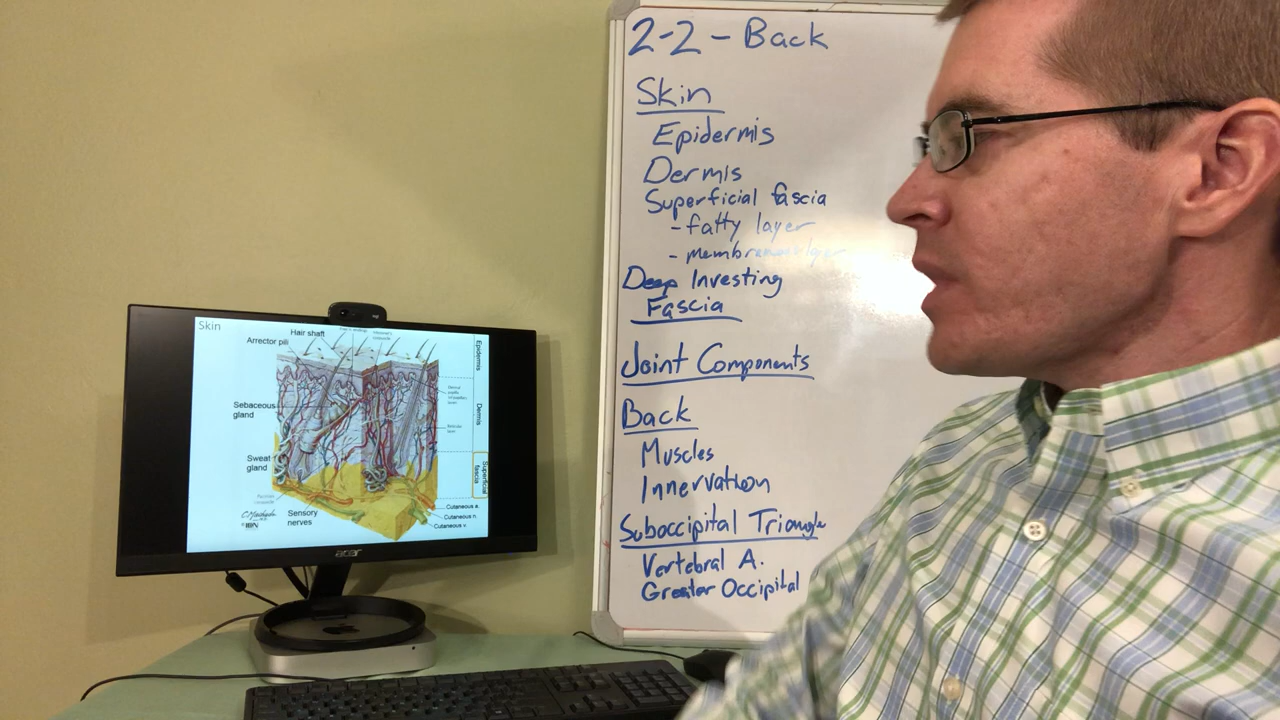 2-2 - Back
Skin
Epidermis
Dermis
Superficial fascia
- fatty layer
- membranous layer
Deep Investing
Fascia
Joint Components
Back
Muscles
Innervation
Suboccipital Triangle
Vertebral A.
Greater Occipital
Skin
Hair shaft
Arrector pili
Epidermis
Sebaceous
gland
Dermis
Sweat
gland
Superficial
fascia
Sensory
nerves
Cutaneous a.
Cutaneous n.
Cutaneous v.
acer